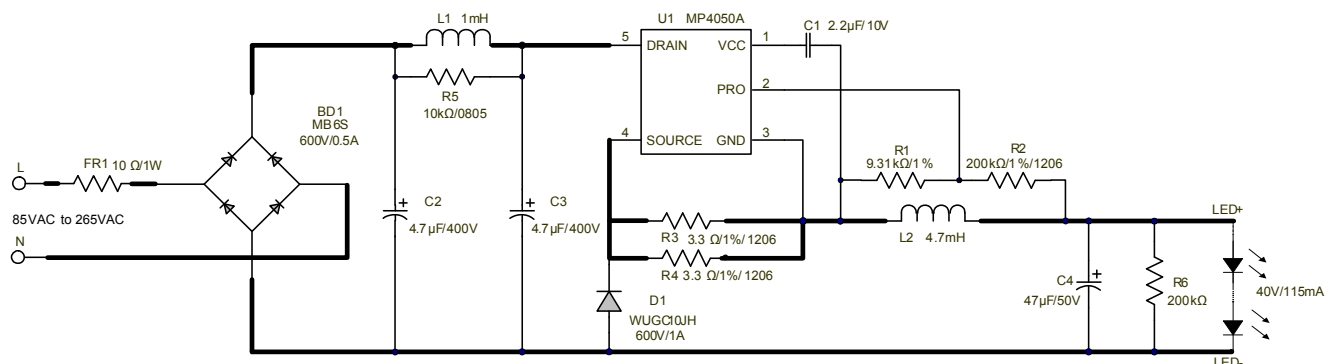 L1 1mH
U1 MP4050A
C1 2.2µF/10V
5 DRAIN VCC 1
PRO 2
4 SOURCE GND 3
R5
10kΩ/0805
BD1
MB6S
600V/0.5A
L FR1 10 Ω/1W
85VAC to 265VAC
N
C2
4.7µF/400V
C3
4.7µF/400V
R1
9.31kΩ/1%
R2
200kΩ/1%/1206
R3 3.3 Ω/1%/1206
R4 3.3 Ω/1%/1206
L2 4.7mH
LED+
D1
WUGC10JH
600V/1A
C4
47µF/50V
R6
200kΩ
40V/115mA
LED-